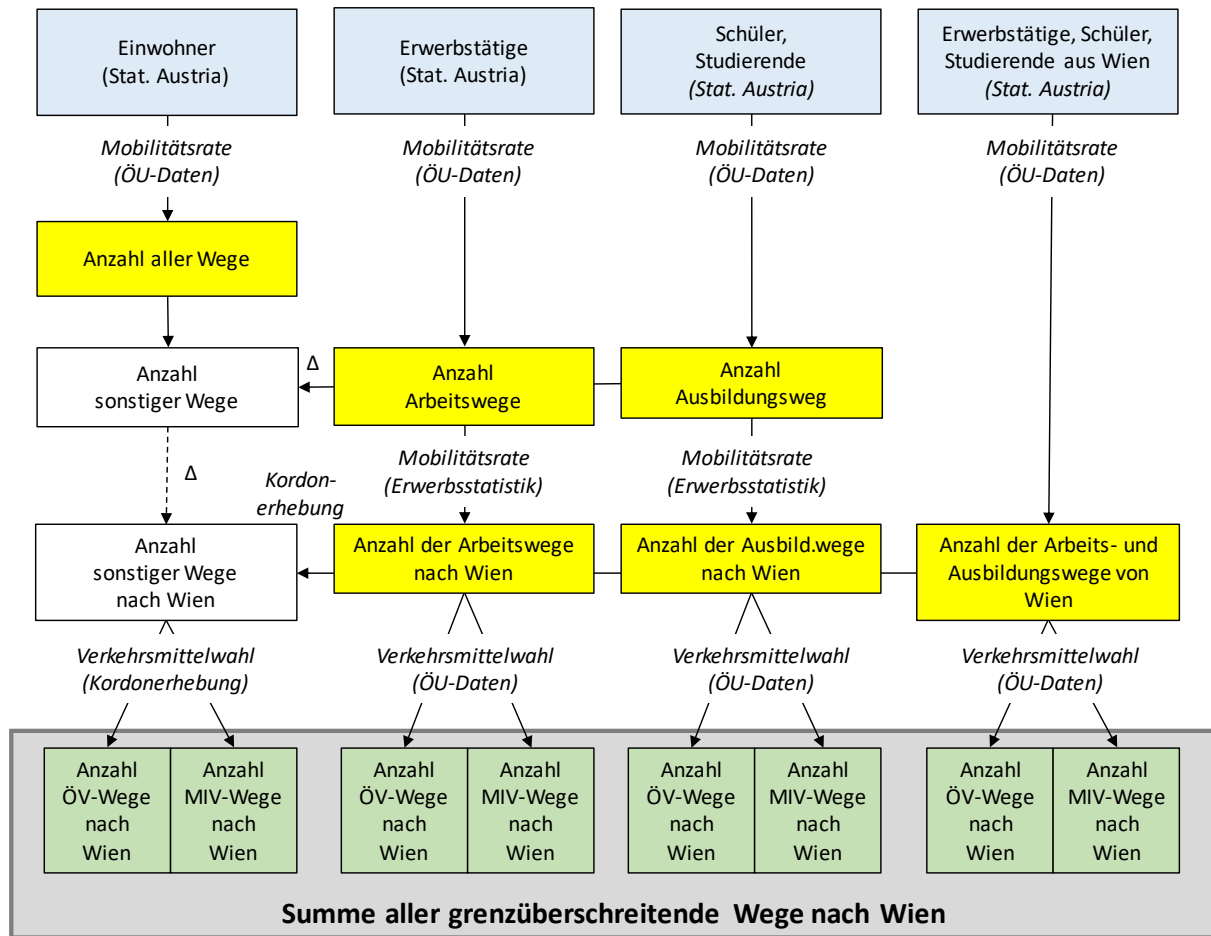 Einwohner
(Stat. Austria)
Erwerbstätige
(Stat. Austria)
Schüler,
Studierende
(Stat. Austria)
Erwerbstätige, Schüler,
Studierende aus Wien
(Stat. Austria)
Mobilitätsrate
(ÖU-Daten)
Mobilitätsrate
(ÖU-Daten)
Mobilitätsrate
(ÖU-Daten)
Mobilitätsrate
(ÖU-Daten)
Anzahl aller Wege
Anzahl
sonstiger Wege
Δ
Anzahl
Arbeitswege
Anzahl
Ausbildungsweg
Δ
Kordon-
erhebung
Mobilitätsrate
(Erwerbsstatistik)
Mobilitätsrate
(Erwerbsstatistik)
Anzahl
sonstiger Wege
nach Wien
Anzahl der Arbeitswege
nach Wien
Anzahl der Ausbild.wege
nach Wien
Anzahl der Arbeits- und
Ausbildungswege von
Wien
Verkehrsmittelwahl
(Kordonerhebung)
Verkehrsmittelwahl
(ÖU-Daten)
Verkehrsmittelwahl
(ÖU-Daten)
Verkehrsmittelwahl
(ÖU-Daten)
Anzahl
ÖV-Wege
nach
Wien
Anzahl
MIV-Wege
nach
Wien
Anzahl
ÖV-Wege
nach
Wien
Anzahl
MIV-Wege
nach
Wien
Anzahl
ÖV-Wege
nach
Wien
Anzahl
MIV-Wege
nach
Wien
Anzahl
ÖV-Wege
nach
Wien
Anzahl
MIV-Wege
nach
Wien
Summe aller grenzüberschreitende Wege nach Wien